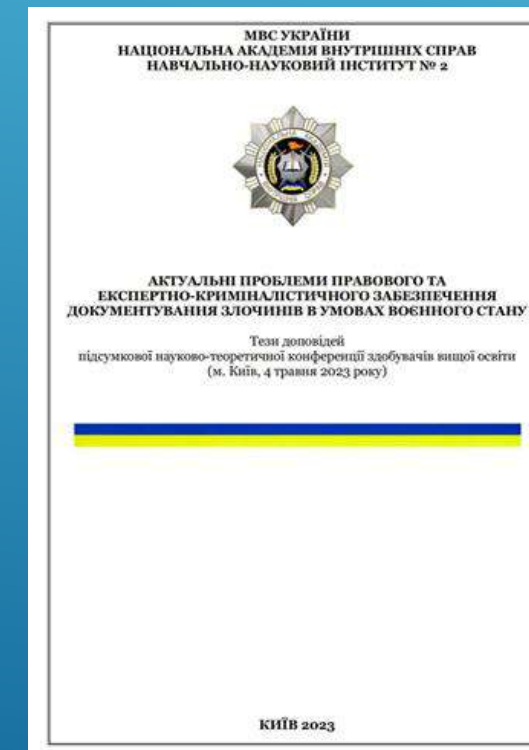 МВС УКРАЇНИ
НАЦІОНАЛЬНА АКАДЕМІЯ ВНУТРІШНІХ СПРАВ
НАВЧАЛЬНО-НАУКОВИЙ ІНСТИТУТ № 2
АКТУАЛЬНІ ПРОБЛЕМИ ПРАВОВОГО ТА
ЕКСПЕРТНО-КРИМІНАЛІСТИЧНОГО ЗАБЕЗПЕЧЕННЯ
ДОКУМЕНТУВАННЯ ЗЛОЧИНІВ В УМОВАХ ВОЄННОГО СТАНУ
Тези доповідей
підсумкової науково-теоретичної конференції здобувачів вищої освіти
(м. Київ, 4 травня 2023 року)
КИЇВ 2023